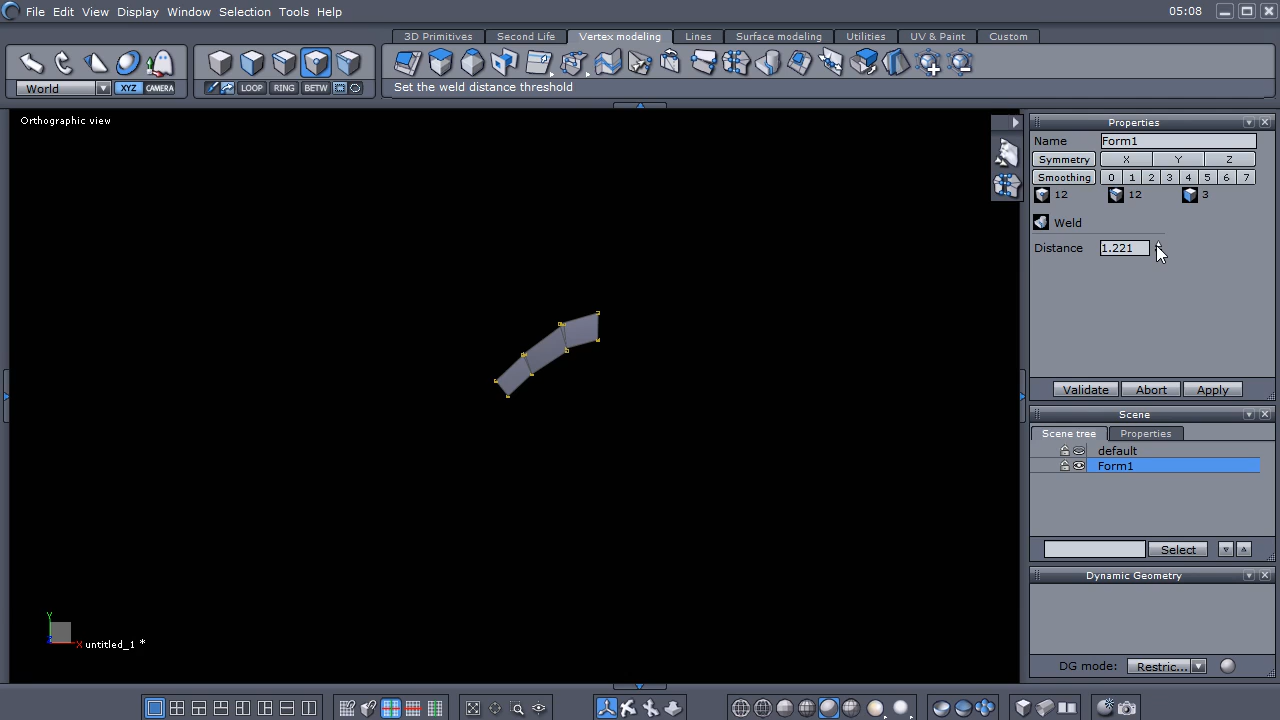 File Edit View Display Window Selection Tools Help 05:08
3D Primitives Second Life Vertex modeling Lines Surface modeling Utilities UV & Paint Custom
World XYZ CAMERA LOOP RING BETW Set the weld distance threshold
Orthographic view
Properties
Name Form1
Symmetry X Y Z
Smoothing 0 1 2 3 4 5 6 7
12 12 3
Weld
Distance 1.221
Validate Abort Apply
Scene
Scene tree Properties
default
Form1
Select
Dynamic Geometry
Y
X untitled_1 *
DG mode: Restric...